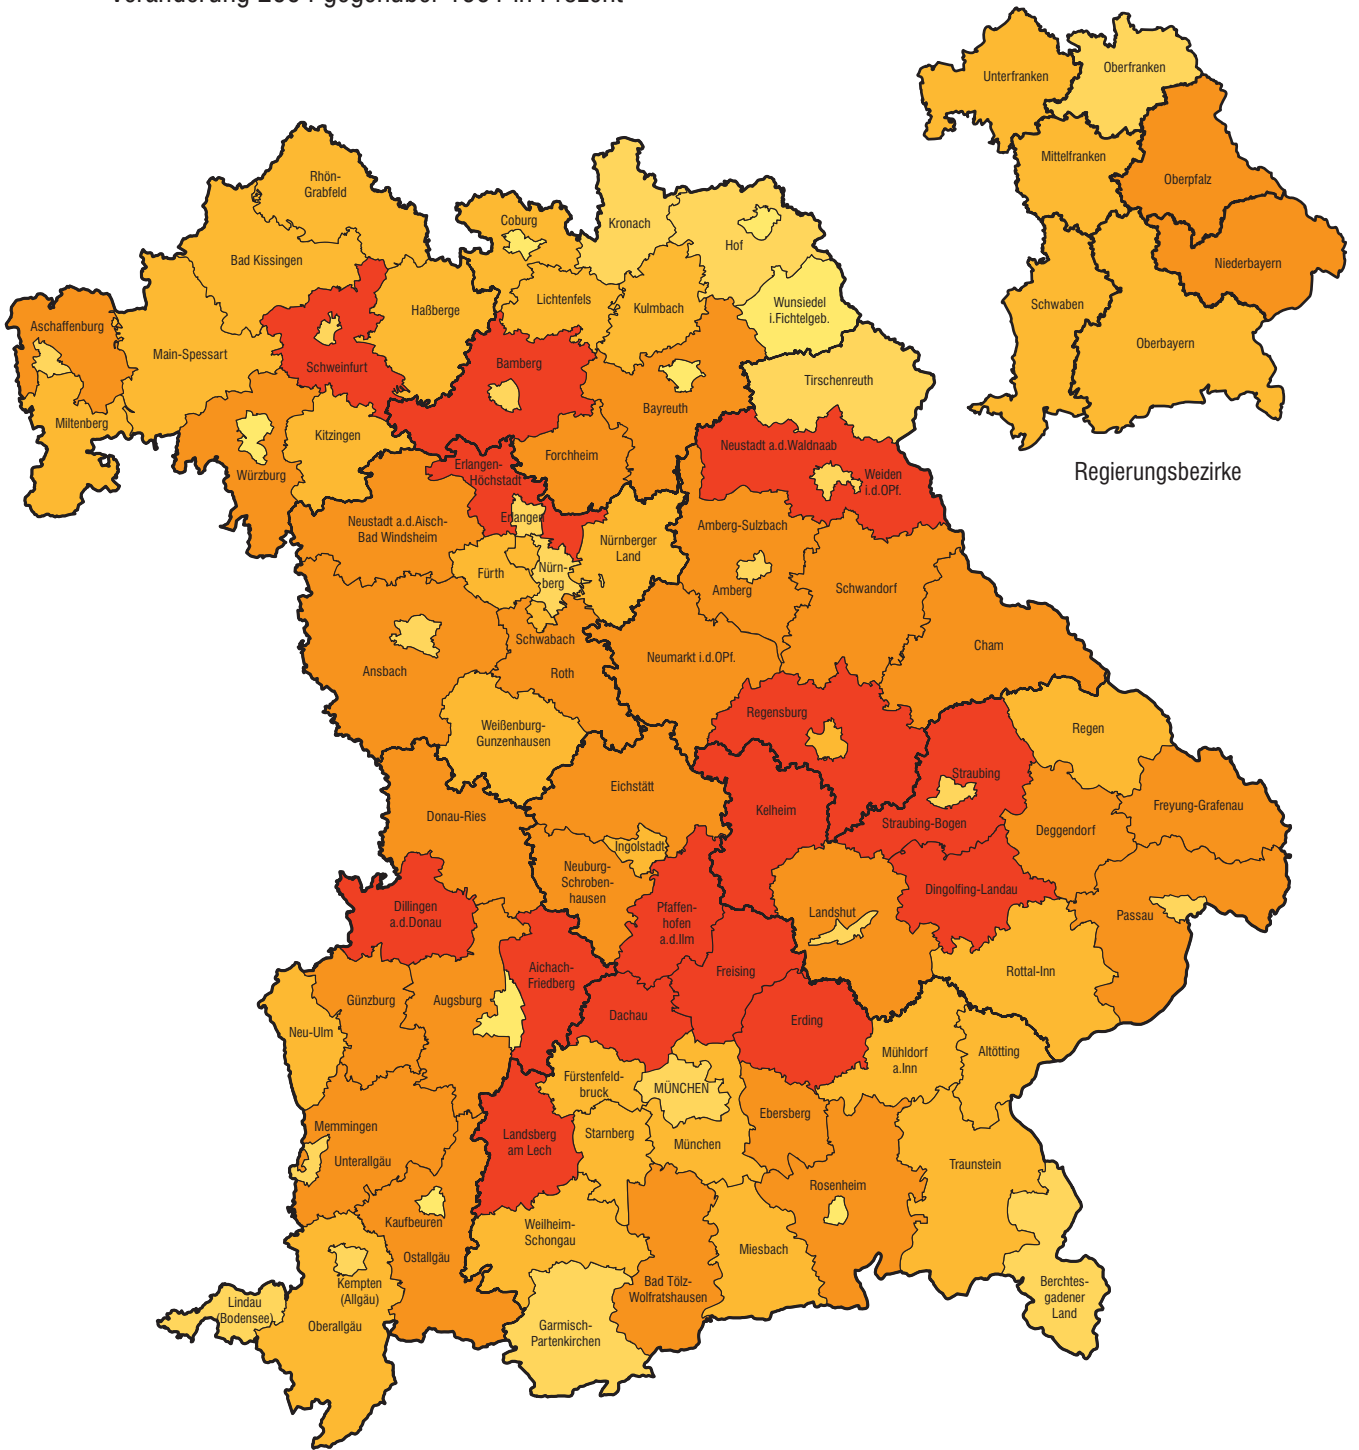 Unterfranken
Oberfranken
Mittelfranken
Oberpfalz
Niederbayern
Schwaben
Oberbayern
Regierungsbezirke
Rhön-
Grabfeld
Coburg
Kronach
Hof
Bad Kissingen
Wunsiedel
i.Fichtelgeb.
Lichtenfels
Kulmbach
Haßberge
Aschaffenburg
Main-Spessart
Schweinfurt
Bamberg
Tirschenreuth
Bayreuth
Miltenberg
Kitzingen
Würzburg
Forchheim
Neustadt a.d.Waldnaab
Weiden
i.d.OPf.
Erlangen-
Höchstadt
Erlangen
Neustadt a.d.Aisch-
Bad Windsheim
Nürnberger
Land
Amberg-Sulzbach
Fürth
Nürn-
berg
Amberg
Schwandorf
Schwabach
Roth
Ansbach
Neumarkt i.d.OPf.
Cham
Weißenburg-
Gunzenhausen
Regensburg
Regen
Straubing
Eichstätt
Donau-Ries
Kelheim
Straubing-Bogen
Deggendorf
Freyung-Grafenau
Ingolstadt
Neuburg-
Schroben-
hausen
Dillingen
a.d.Donau
Pfaffen-
hofen
a.d.Ilm
Landshut
Dingolfing-Landau
Passau
Aichach-
Friedberg
Freising
Rottal-Inn
Günzburg
Augsburg
Dachau
Erding
Neu-Ulm
Mühldorf
a.Inn
Altötting
Fürstenfeld-
bruck
MÜNCHEN
Ebersberg
Memmingen
Unterallgäu
Landsberg
am Lech
Starnberg
München
Traunstein
Rosenheim
Kaufbeuren
Ostallgäu
Weilheim-
Schongau
Miesbach
Kempten
(Allgäu)
Bad Tölz-
Wolfratshausen
Berchtes-
gadener
Land
Lindau
(Bodensee)
Oberallgäu
Garmisch-
Partenkirchen